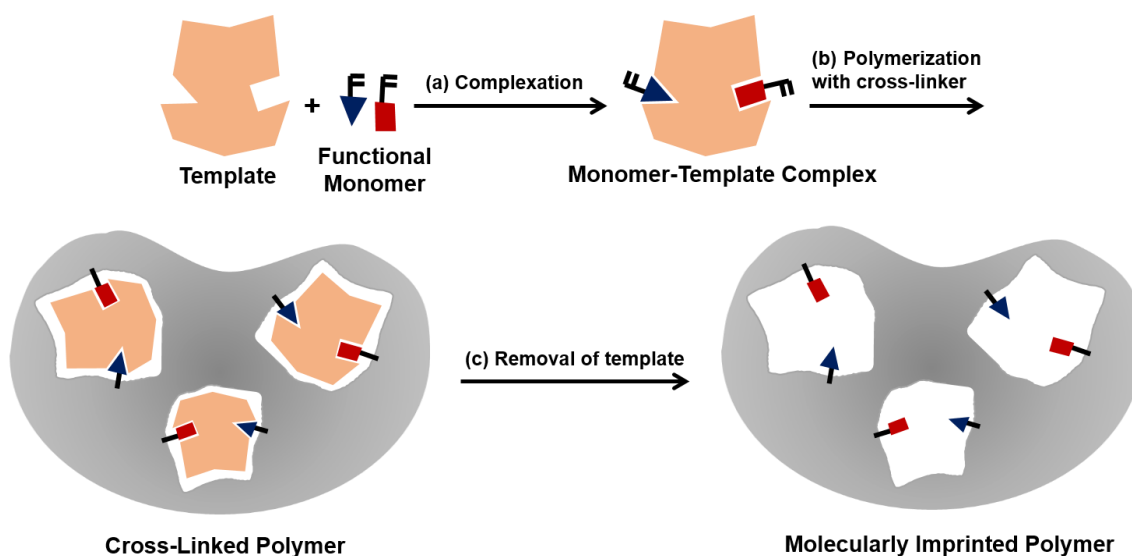 (a) Complexation
(b) Polymerization
with cross-linker
+
Template
Functional
Monomer
Monomer-Template Complex
(c) Removal of template
Cross-Linked Polymer
Molecularly Imprinted Polymer